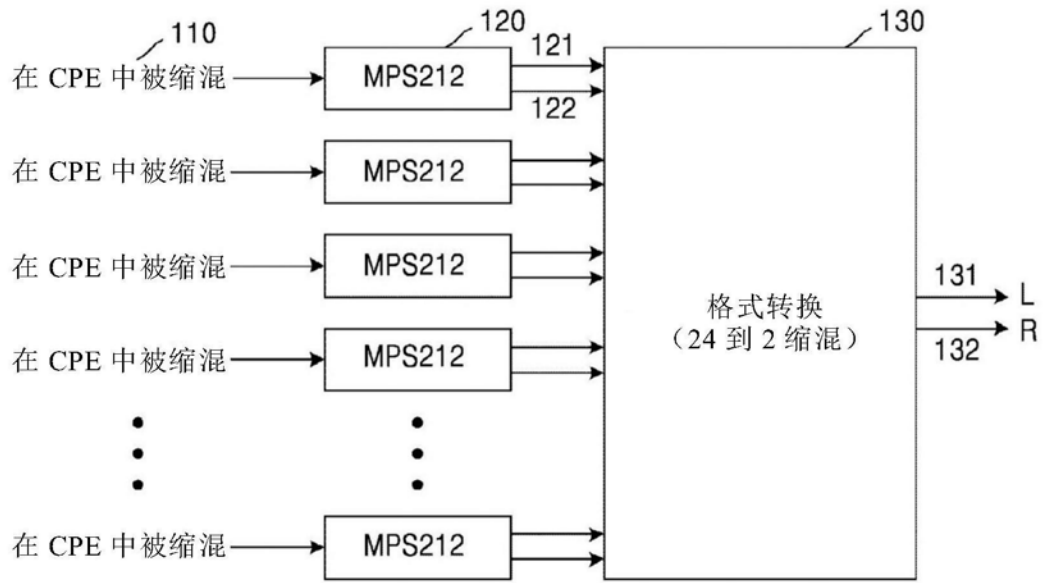 110
120
130
在 CPE 中被缩混
MPS212
121
122
在 CPE 中被缩混
MPS212
在 CPE 中被缩混
MPS212
131
L
格式转换
(24 到 2 缩混)
132
R
在 CPE 中被缩混
MPS212
在 CPE 中被缩混
MPS212